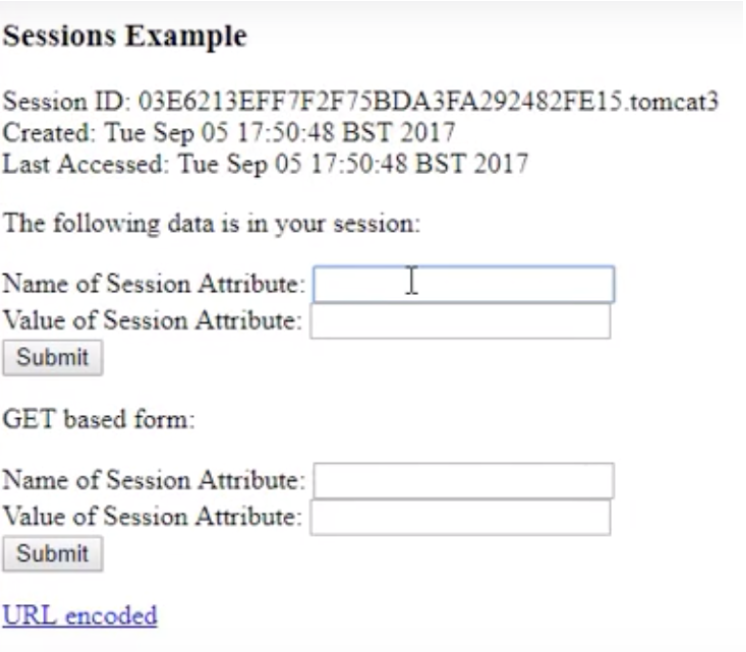 Sessions Example
Session ID: 03E6213EFF7F2F75BDA3FA292482FE15.tomcat3
Created: Tue Sep 05 17:50:48 BST 2017
Last Accessed: Tue Sep 05 17:50:48 BST 2017
The following data is in your session:
Name of Session Attribute:
Value of Session Attribute:
Submit
GET based form:
Name of Session Attribute:
Value of Session Attribute:
Submit
URL encoded